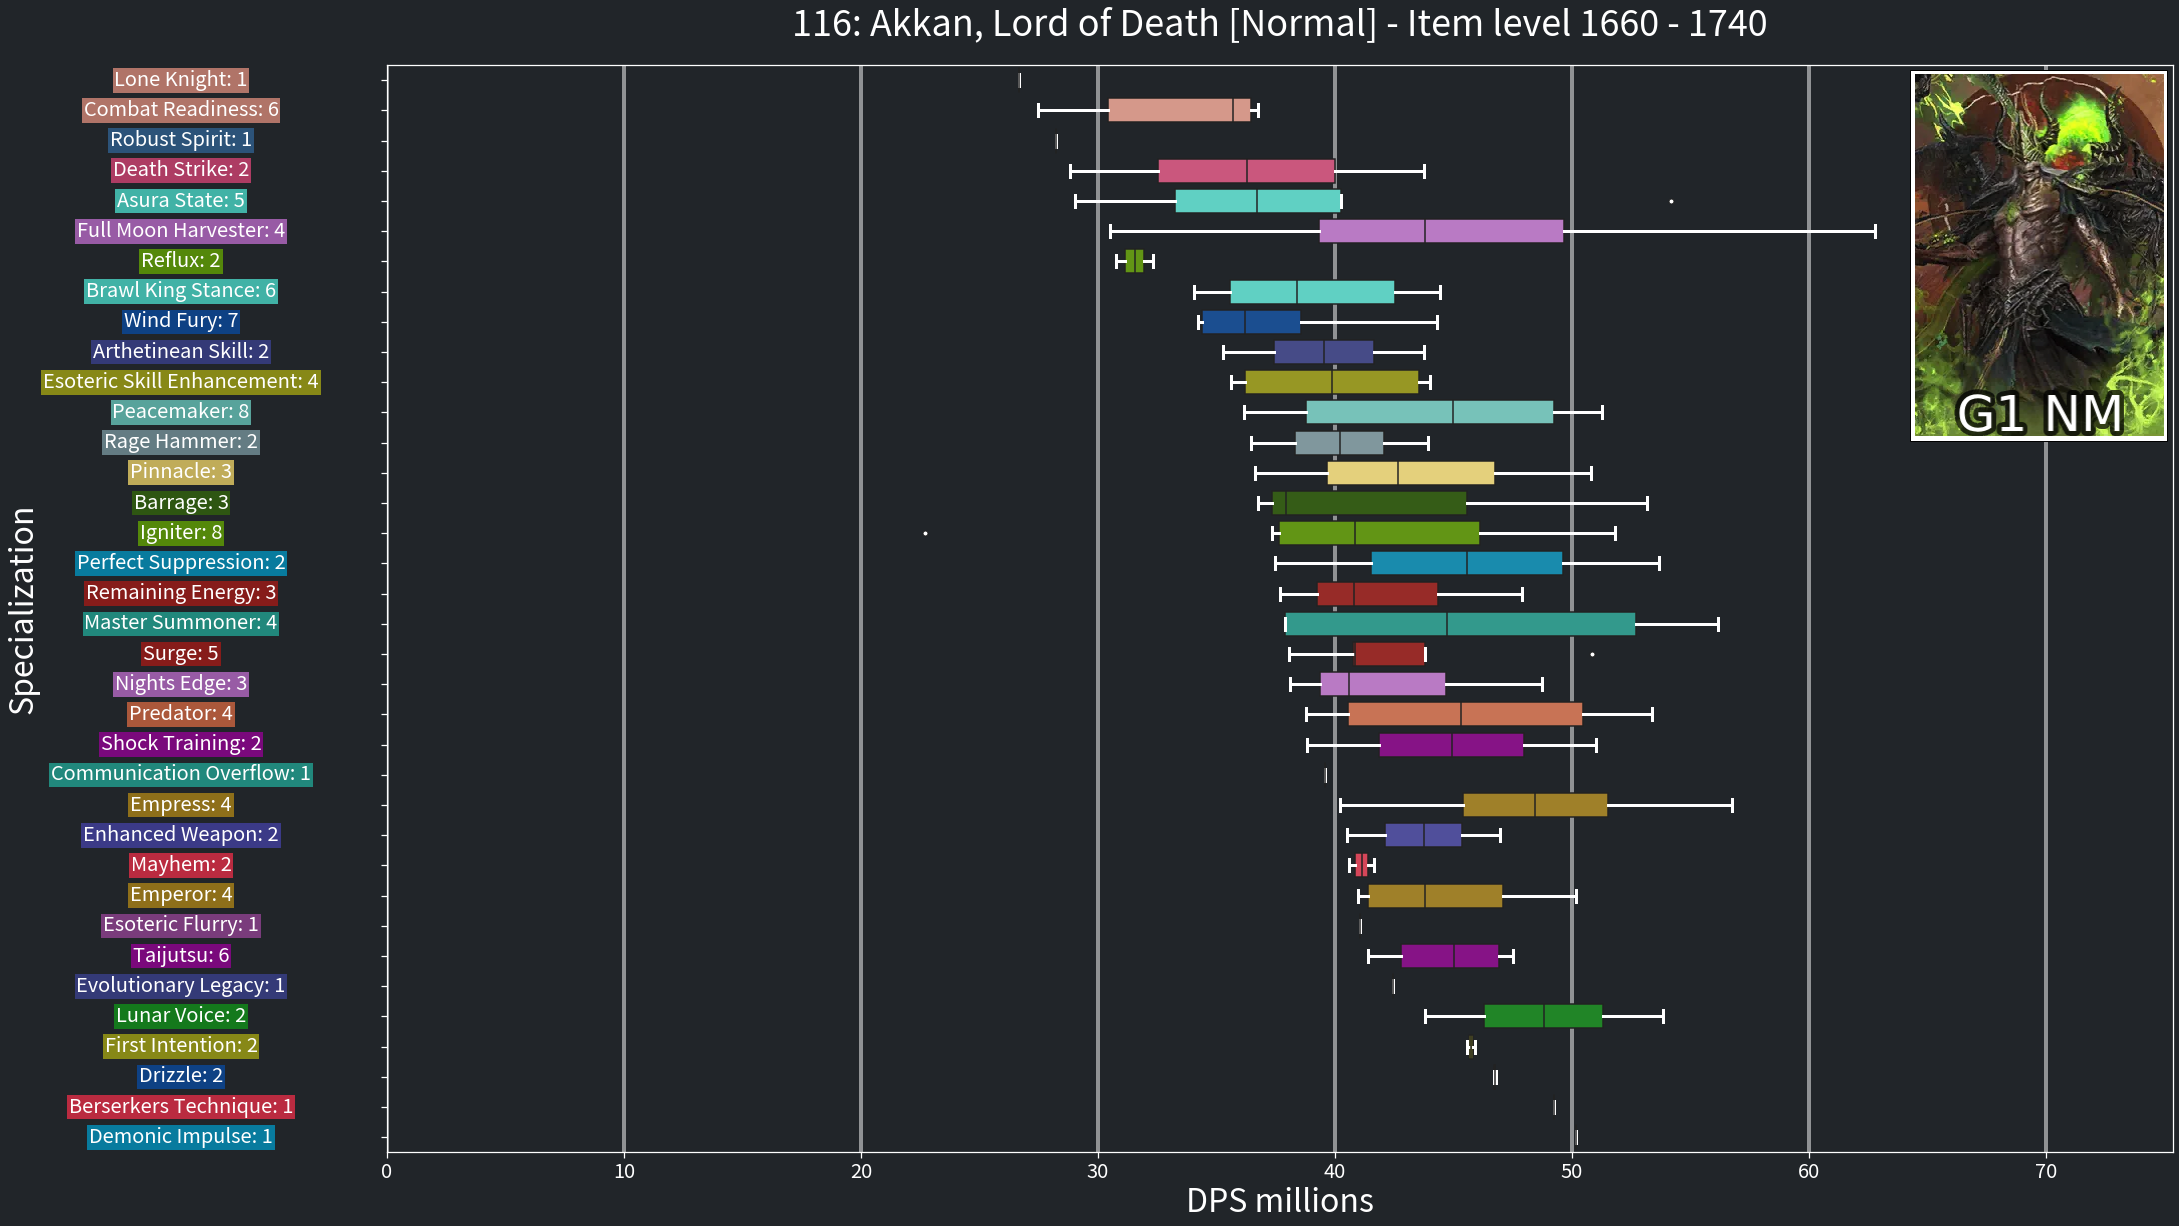 116: Akkan, Lord of Death [Normal] - Item level 1660 - 1740
Lone Knight: 1
Combat Readiness: 6
Robust Spirit: 1
Death Strike: 2
Asura State: 5
Full Moon Harvester: 4
Reflux: 2
Brawl King Stance: 6
Wind Fury: 7
Arthetinean Skill: 2
Esoteric Skill Enhancement: 4
Peacemaker: 8
Rage Hammer: 2
Pinnacle: 3
Barrage: 3
Igniter: 8
Perfect Suppression: 2
Remaining Energy: 3
Master Summoner: 4
Surge: 5
Nights Edge: 3
Predator: 4
Shock Training: 2
Communication Overflow: 1
Empress: 4
Enhanced Weapon: 2
Mayhem: 2
Emperor: 4
Esoteric Flurry: 1
Taijutsu: 6
Evolutionary Legacy: 1
Lunar Voice: 2
First Intention: 2
Drizzle: 2
Berserkers Technique: 1
Demonic Impulse: 1
Specialization
G1 NM
0 10 20 30 40 50 60 70
DPS millions